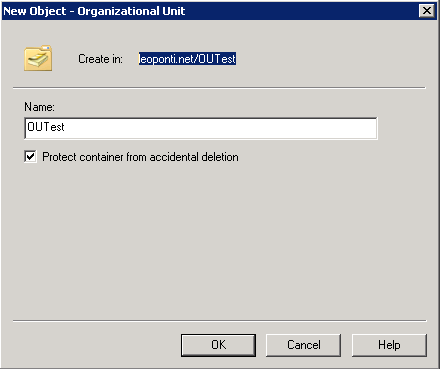 New Object - Organizational Unit
Create in: leoponti.net/OUTest
Name:
OUTest
Protect container from accidental deletion
OK Cancel Help